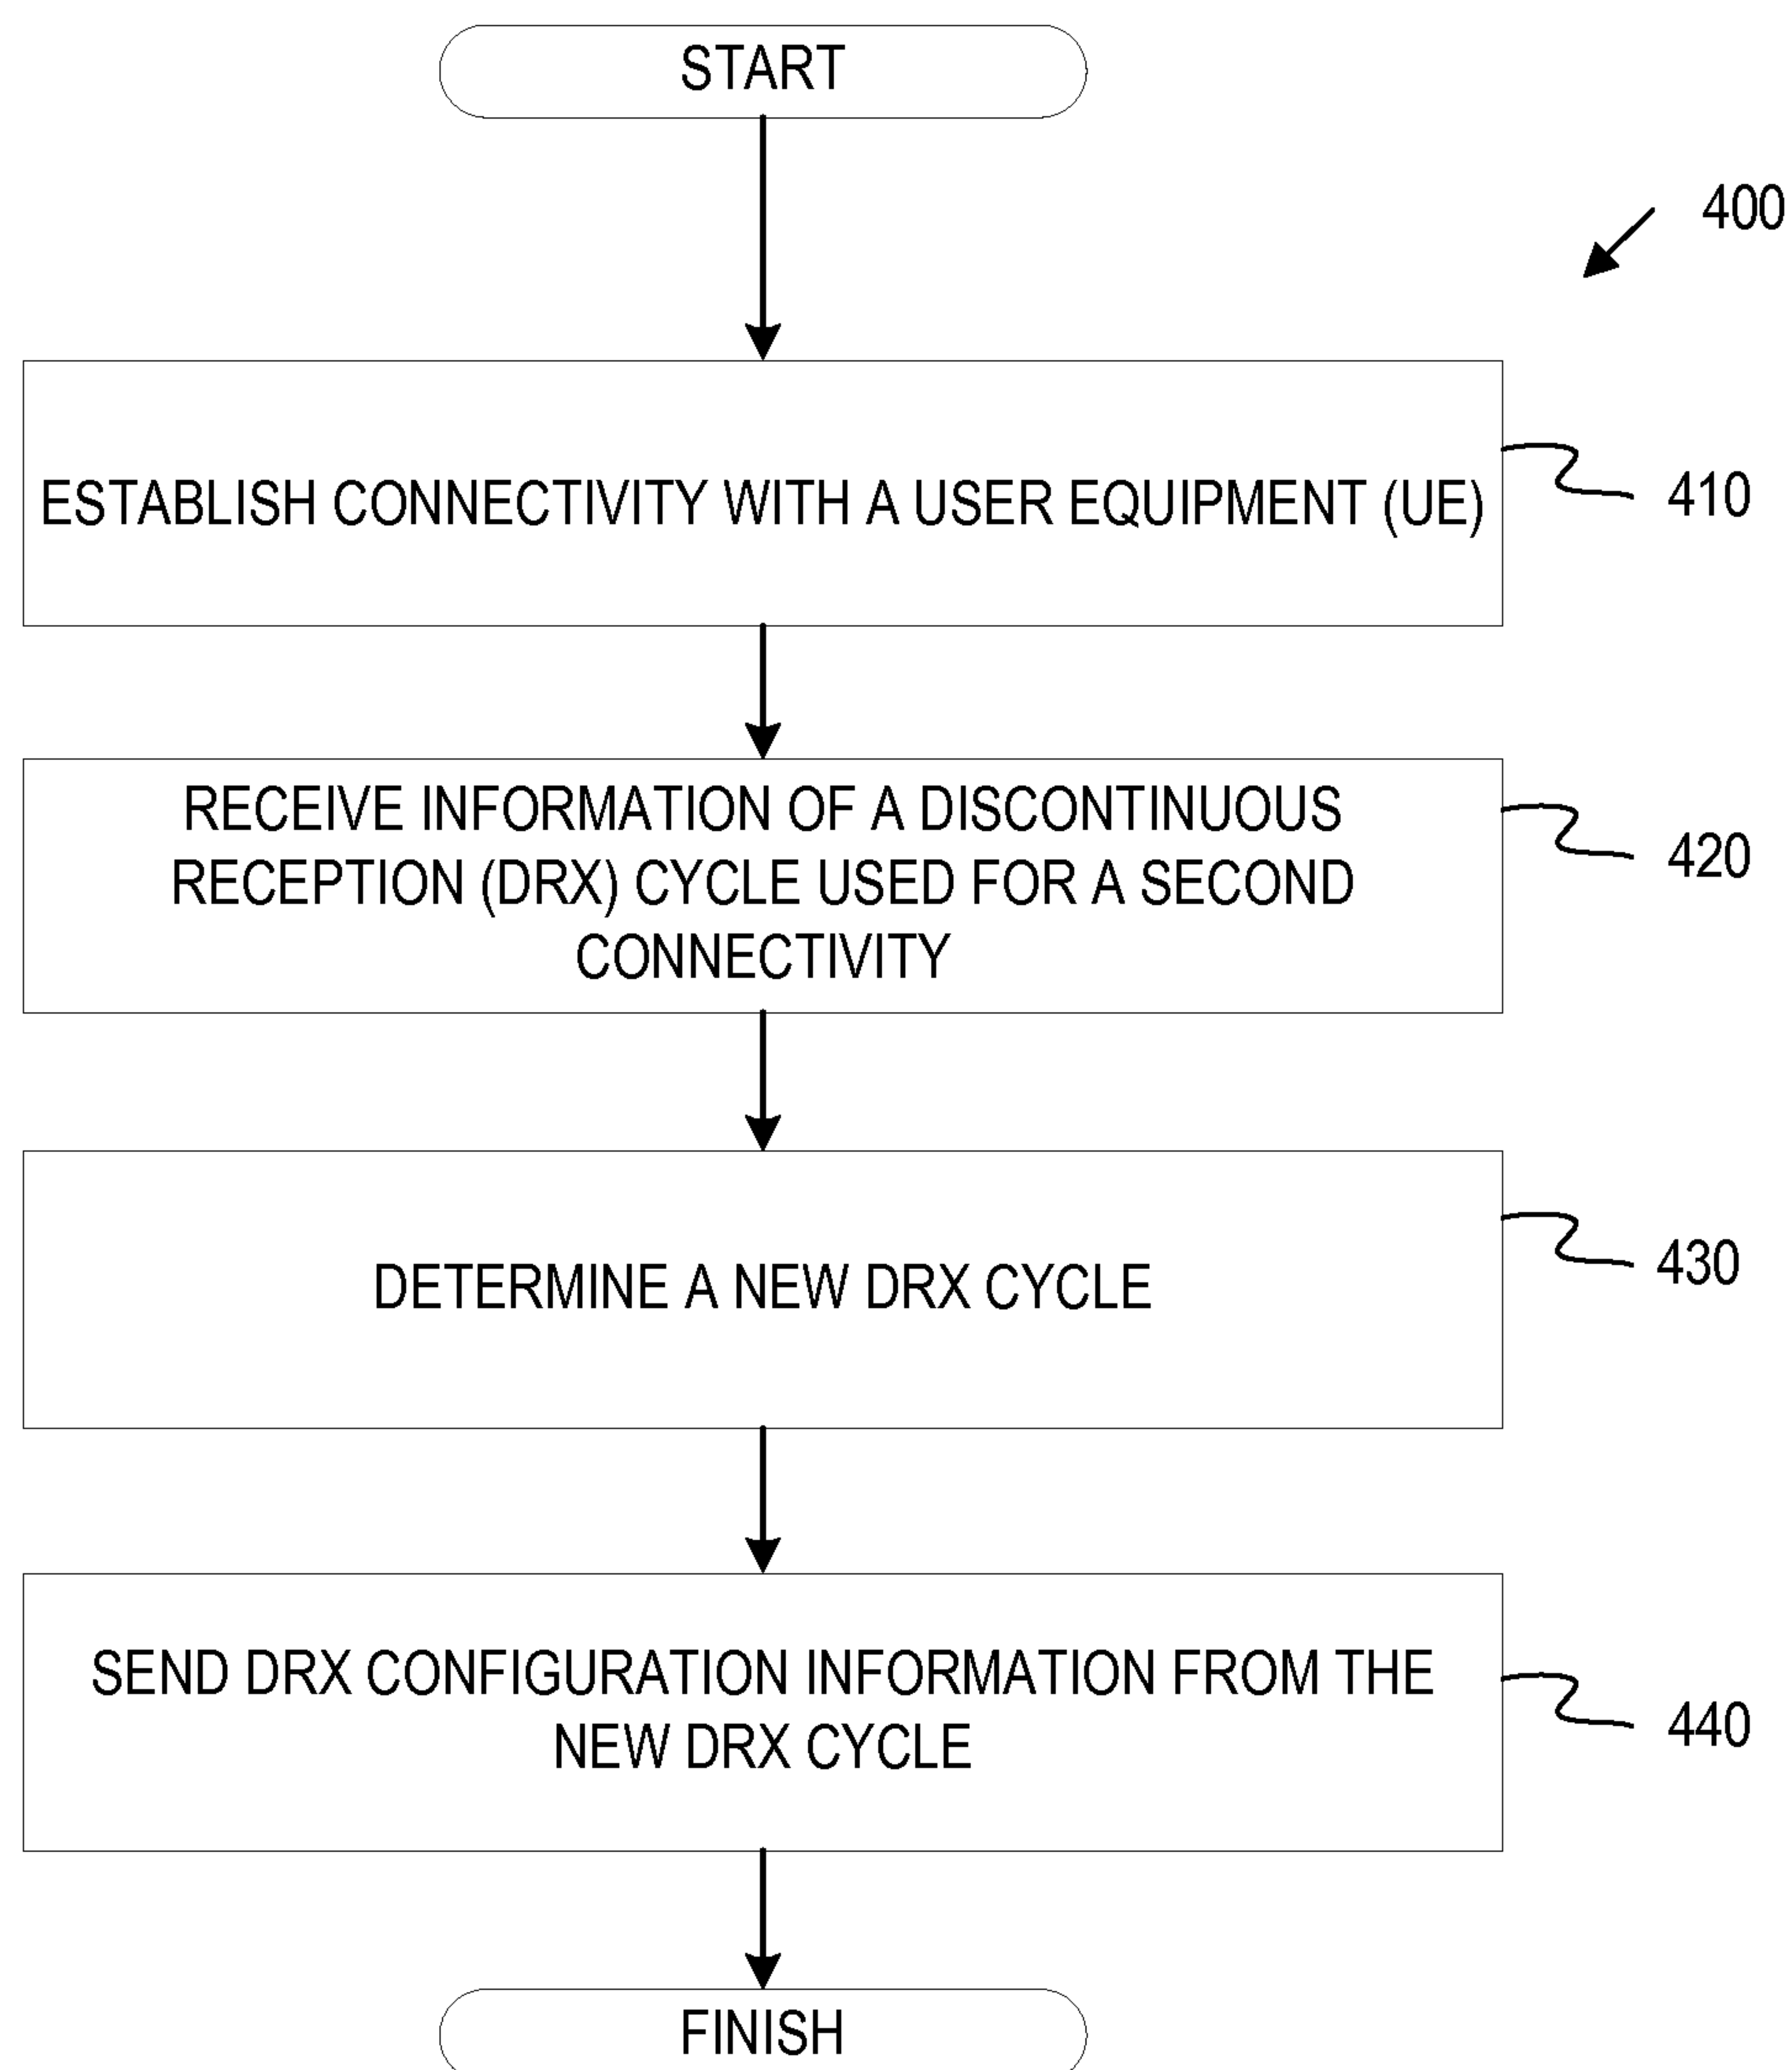 START
400
ESTABLISH CONNECTIVITY WITH A USER EQUIPMENT (UE)
410
RECEIVE INFORMATION OF A DISCONTINUOUS
RECEPTION (DRX) CYCLE USED FOR A SECOND
CONNECTIVITY
420
DETERMINE A NEW DRX CYCLE
430
SEND DRX CONFIGURATION INFORMATION FROM THE
NEW DRX CYCLE
440
FINISH